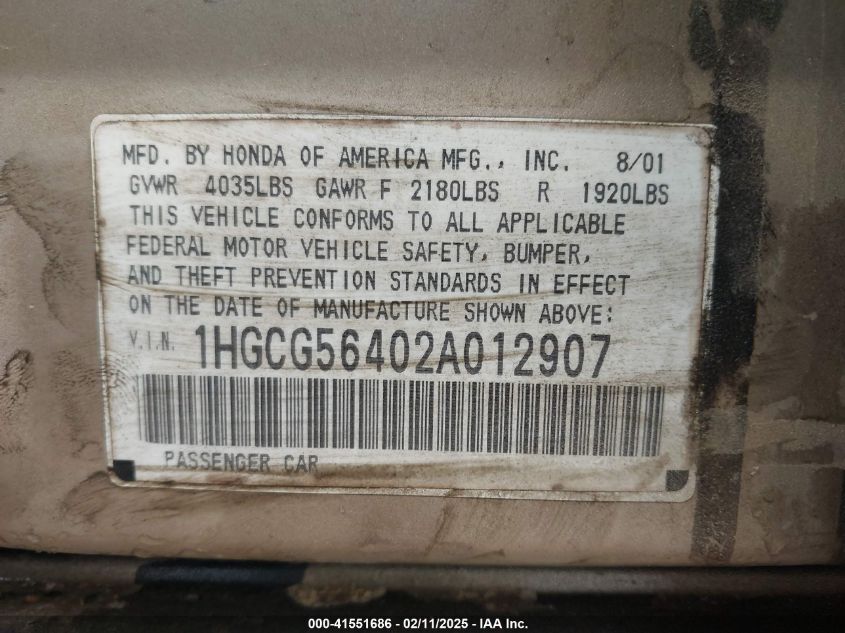 MFD. BY HONDA OF AMERICA MFG., INC. 8/01
GVWR 4035LBS GAWR F 2180LBS R 1920LBS
THIS VEHICLE CONFORMS TO ALL APPLICABLE
FEDERAL MOTOR VEHICLE SAFETY, BUMPER,
AND THEFT PREVENTION STANDARDS IN EFFECT
ON THE DATE OF MANUFACTURE SHOWN ABOVE:
V.I.N. 1HGCG56402A012907
PASSENGER CAR
000-41551686 - 02/11/2025 - IAA Inc.